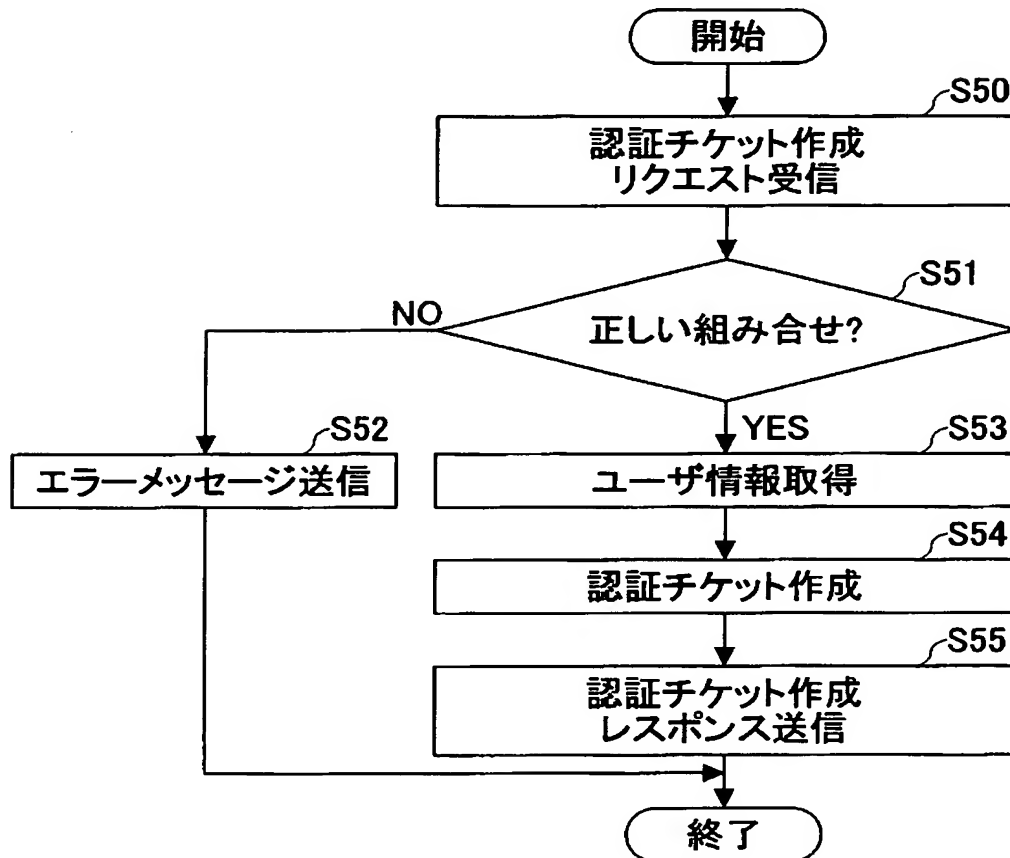 開始
S50
認証チケット作成
リクエスト受信
S51
正しい組み合せ?
NO
YES
S52
エラーメッセージ送信
S53
ユーザ情報取得
S54
認証チケット作成
S55
認証チケット作成
レスポンス送信
終了